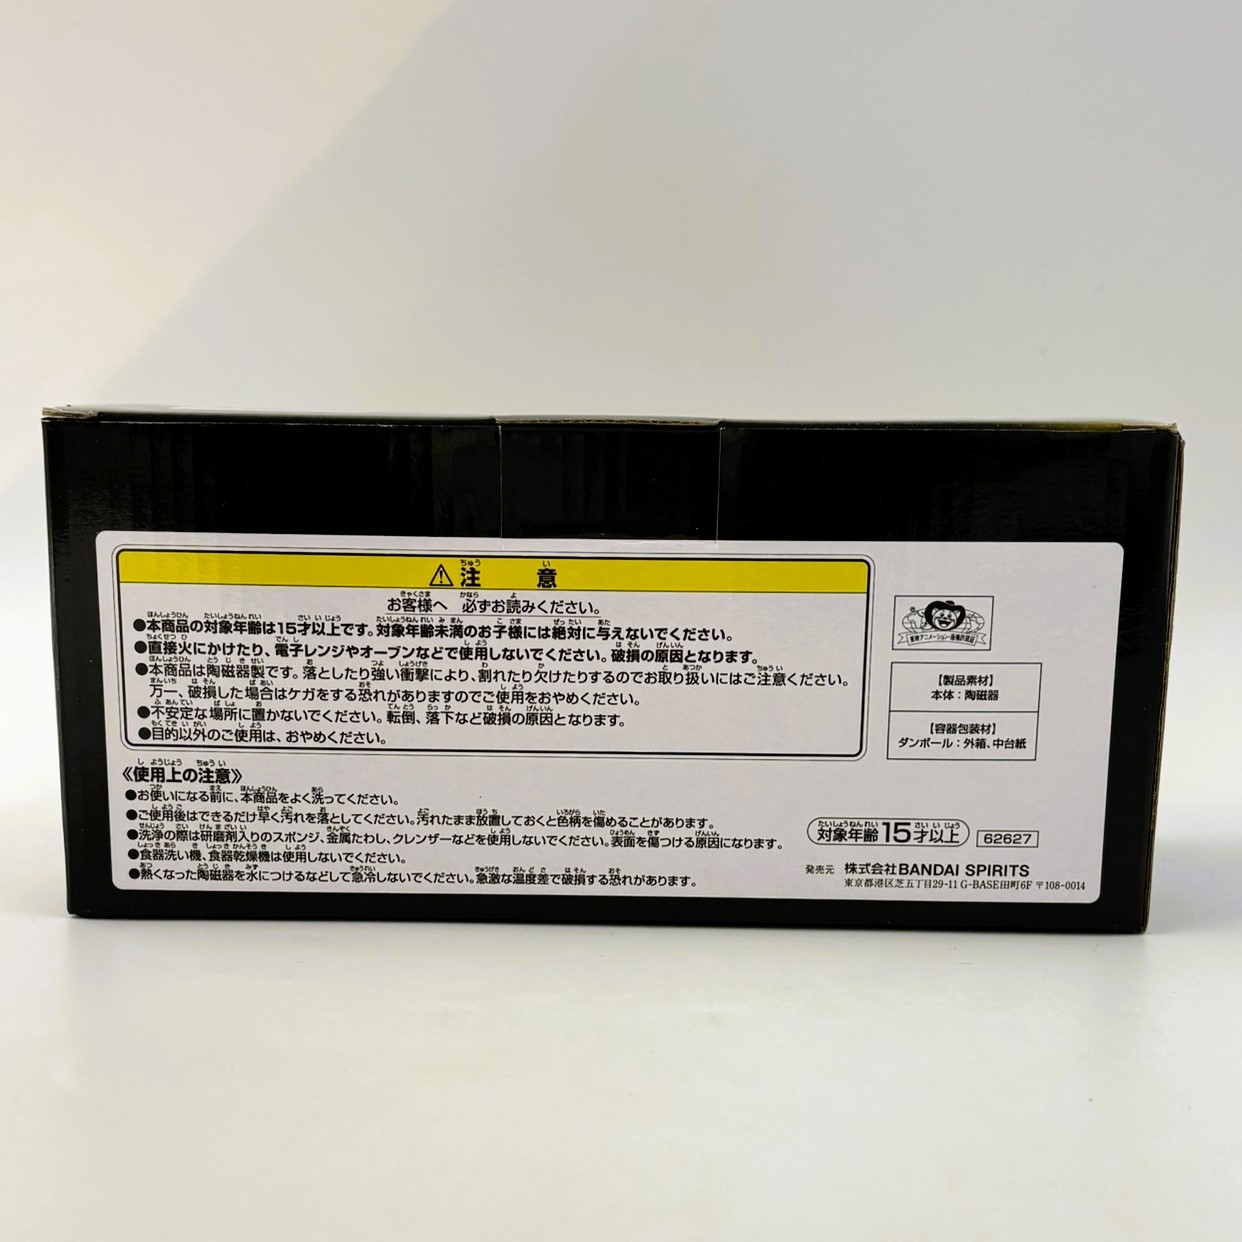 ⚠注意
お客様へ 必ずお読みください。
●本商品の対象年齢は15才以上です。対象年齢未満のお子様には絶対に与えないでください。
●直接火にかけたり、電子レンジやオーブンなどで使用しないでください。破損の原因となります。
●本商品は陶磁器製です。落としたり強い衝撃により、割れたり欠けたりするのでお取り扱いにはご注意ください。
万一、破損した場合はケガをする恐れがありますのでご使用をおやめください。
●不安定な場所に置かないでください。転倒、落下など破損の原因となります。
●目的以外のご使用は、おやめください。
《使用上の注意》
●お使いになる前に、本商品をよく洗ってください。
●ご使用後はできるだけ早く汚れを落としてください。汚れたまま放置しておくと色柄を傷めることがあります。
●洗浄の際は研磨剤入りのスポンジ、金属たわし、クレンザーなどを使用しないでください。表面を傷つける原因になります。
●食器洗い機、食器乾燥機は使用しないでください。
●熱くなった陶磁器を水につけるなどして急冷しないでください。急激な温度差で破損する恐れがあります。
東映アニメーション・版権許諾証
【製品素材】
本体：陶磁器
【容器包装材】
ダンボール：外箱、中台紙
対象年齢15才以上
62627
発売元 株式会社BANDAI SPIRITS
東京都港区芝五丁目29-11 G-BASE田町6F 〒108-0014